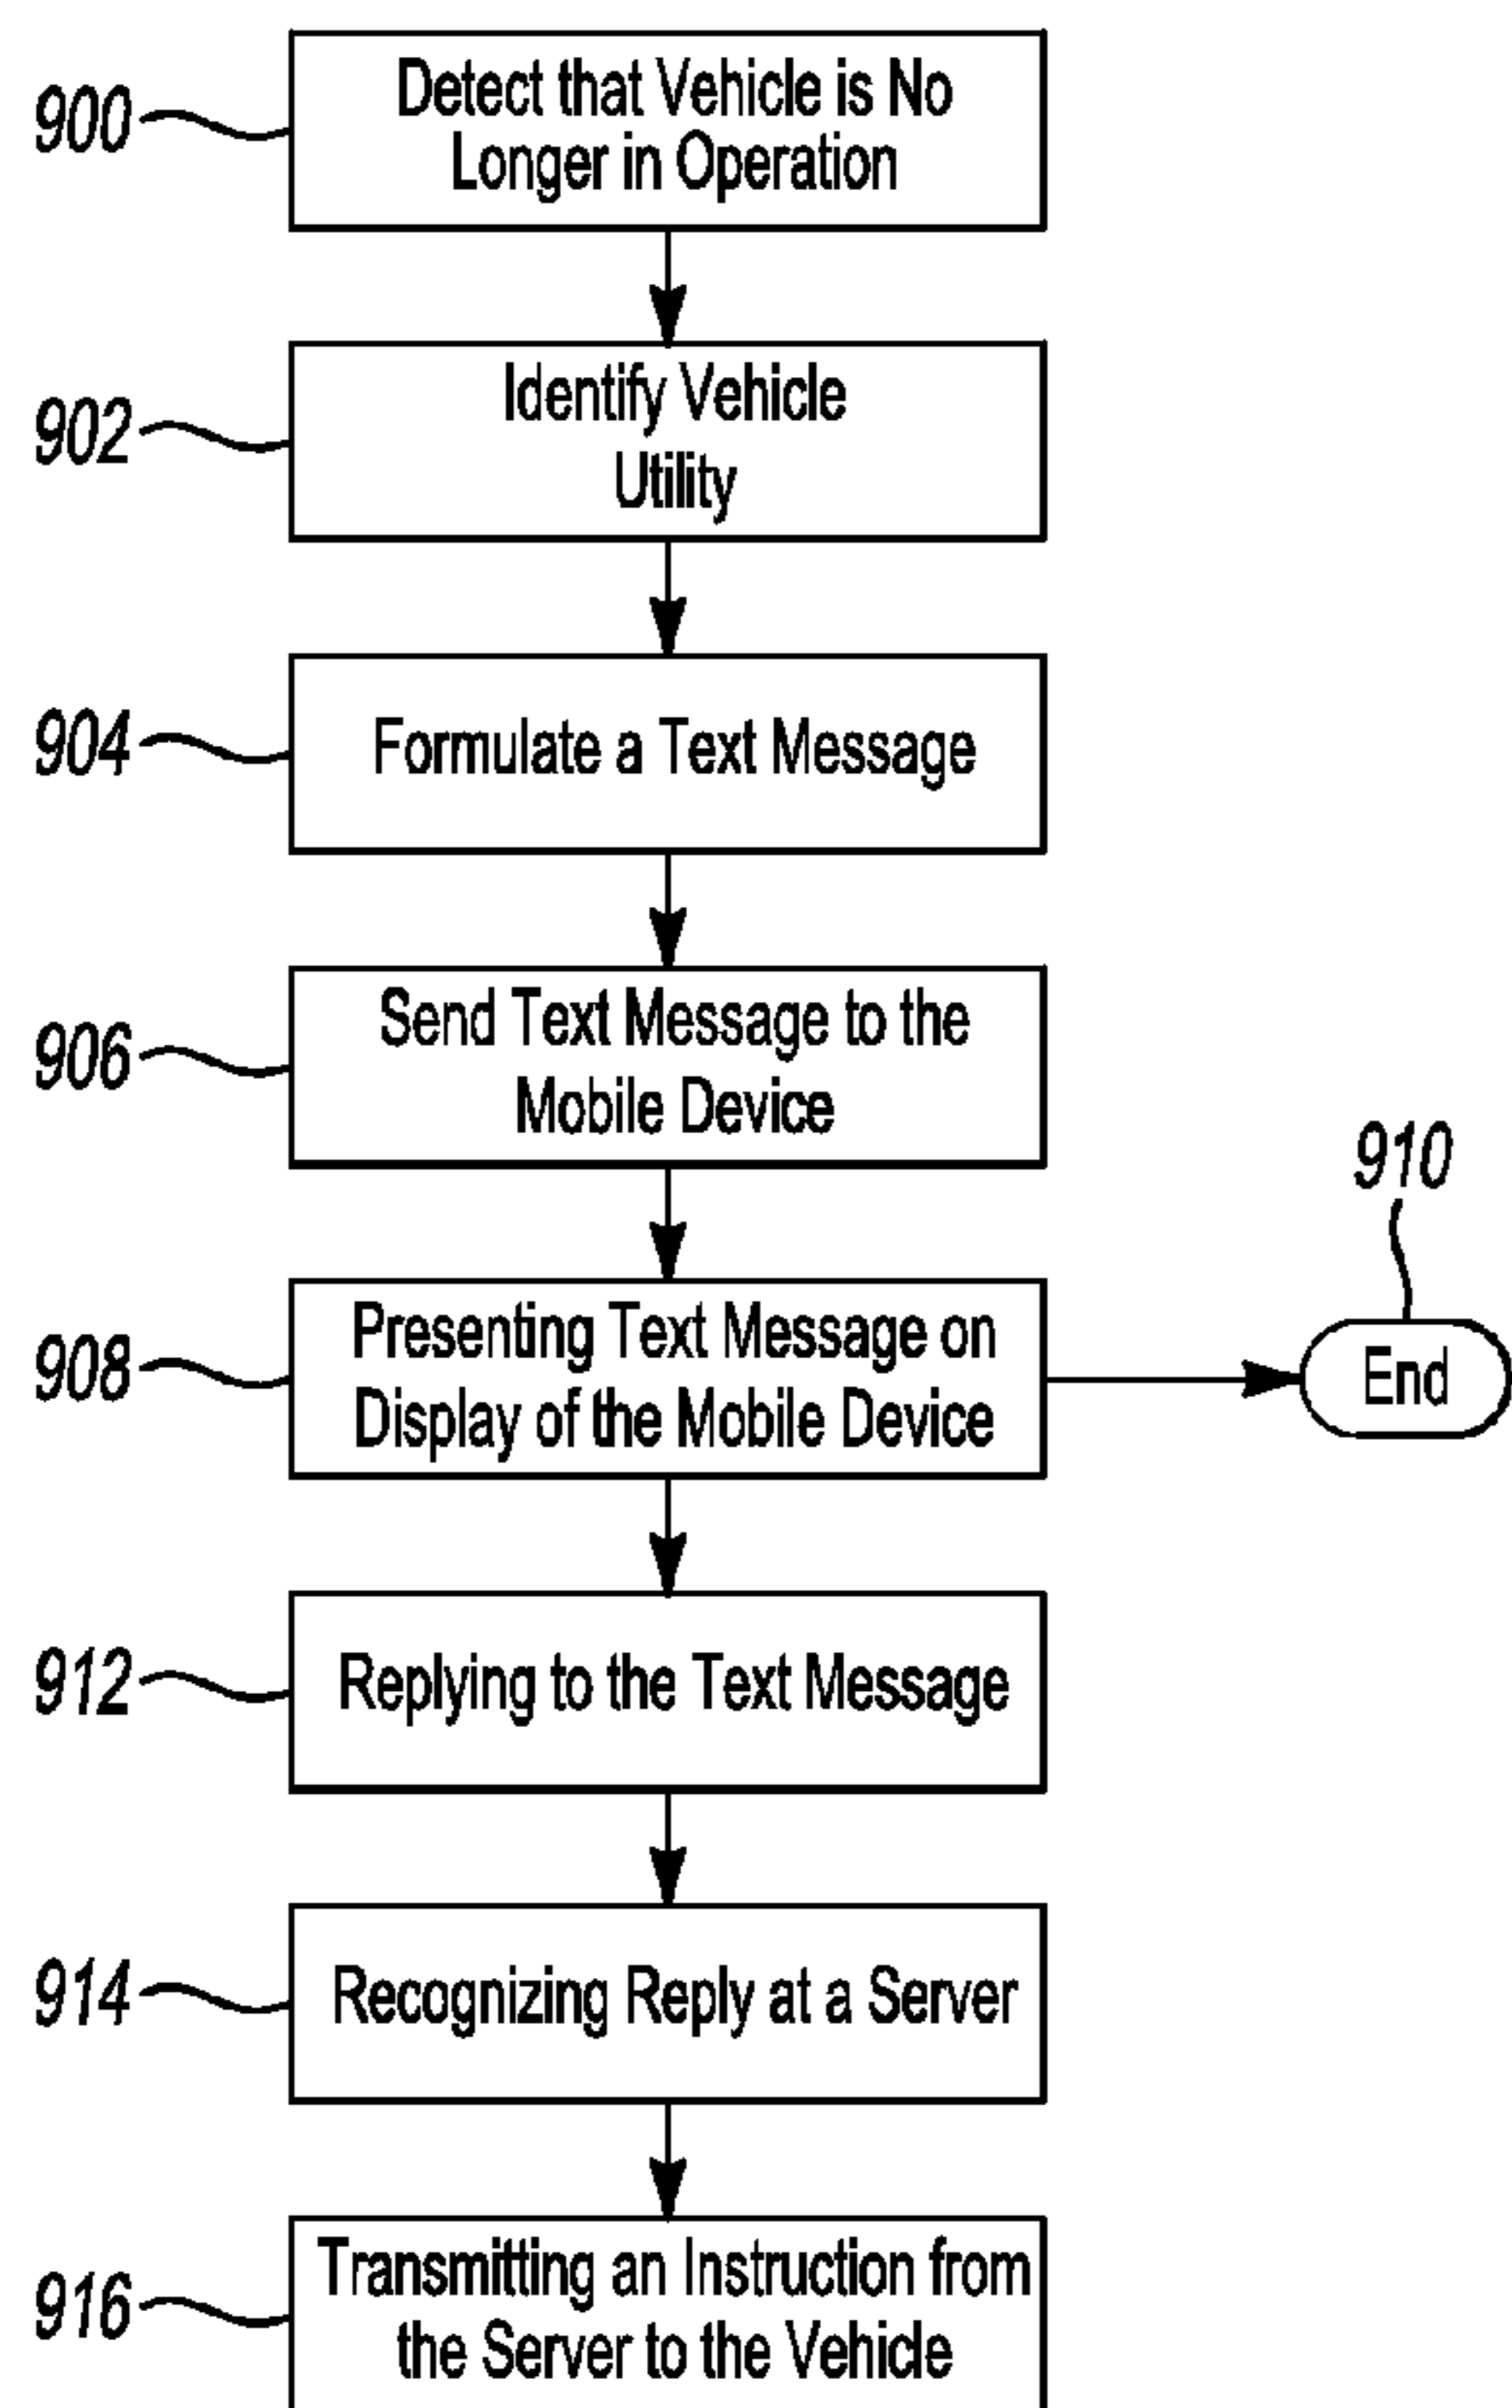 900
Detect that Vehicle is No
Longer in Operation
902
Identify Vehicle
Utility
904
Formulate a Text Message
906
Send Text Message to the
Mobile Device
908
Presenting Text Message on
Display of the Mobile Device
910
End
912
Replying to the Text Message
914
Recognizing Reply at a Server
916
Transmitting an Instruction from
the Server to the Vehicle